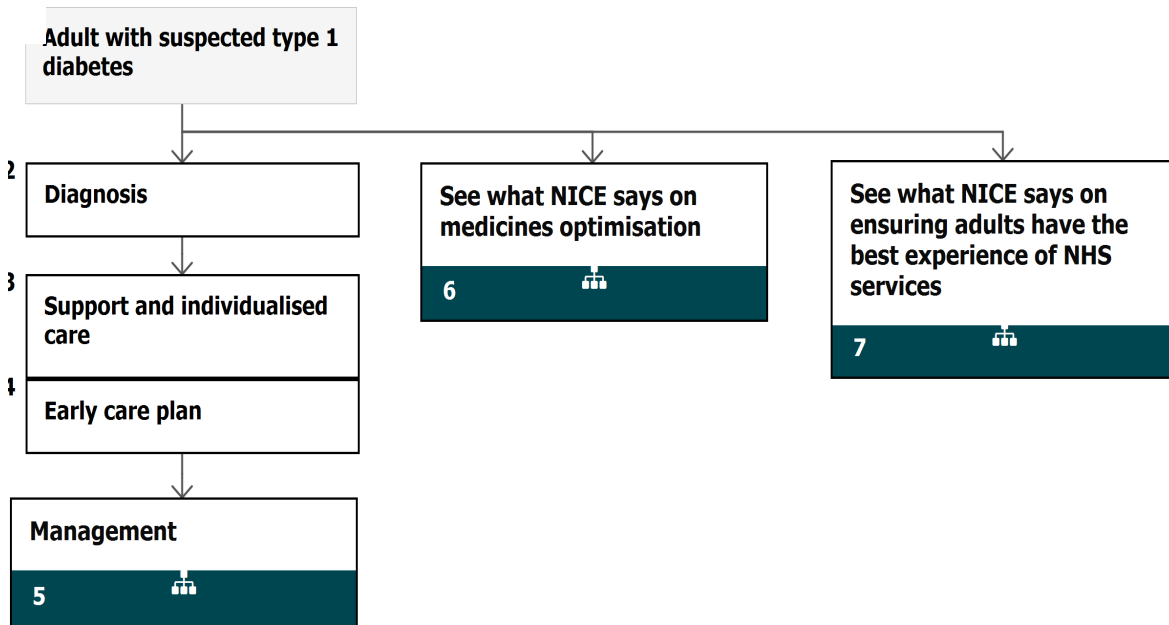 Adult with suspected type 1
diabetes
2
Diagnosis
3
Support and individualised
care
4
Early care plan
Management
5
See what NICE says on
medicines optimisation
6
See what NICE says on
ensuring adults have the
best experience of NHS
services
7